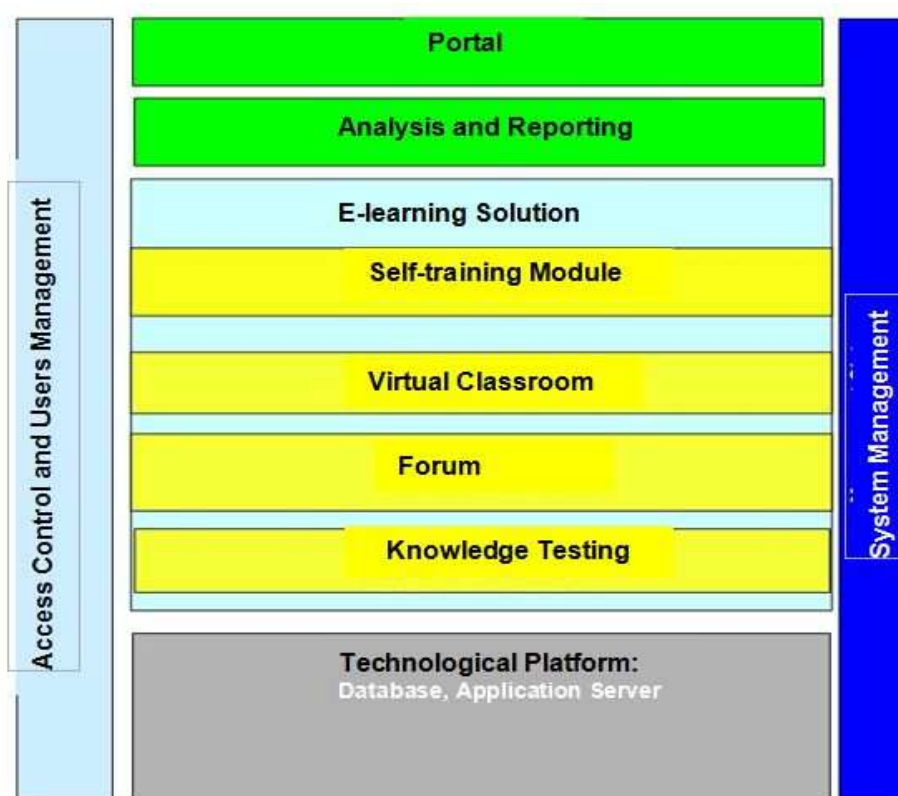 Portal
Analysis and Reporting
E-learning Solution
Self-training Module
Virtual Classroom
Forum
Knowledge Testing
Technological Platform:
Database, Application Server
Access Control and Users Management
System Management